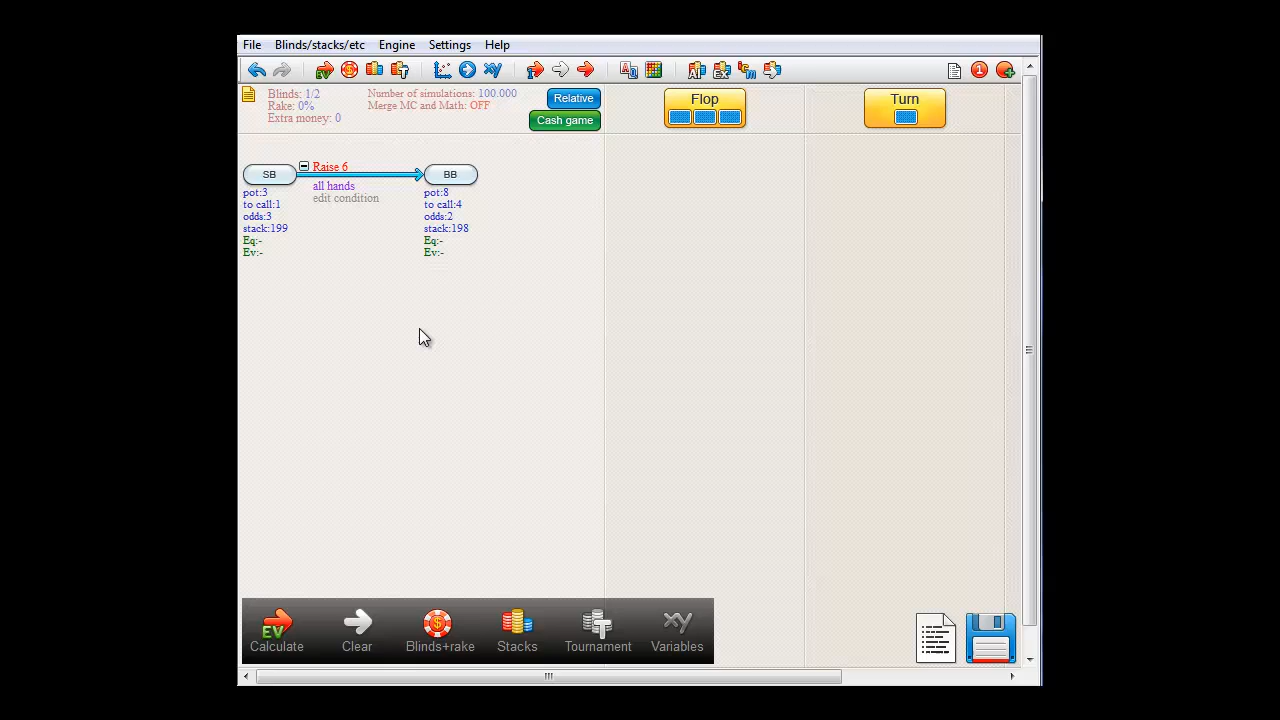 File Blinds/stacks/etc Engine Settings Help
Blinds: 1/2
Rake: 0%
Extra money: 0
Number of simulations: 100.000
Merge MC and Math: OFF
Relative
Cash game
Flop
Turn
SB
Raise 6
BB
all hands
edit condition
pot:3
to call:1
odds:3
stack:199
Eq:-
Ev:-
pot:8
to call:4
odds:2
stack:198
Eq:-
Ev:-
EV
Calculate
Clear
Blinds+rake
Stacks
Tournament
Variables